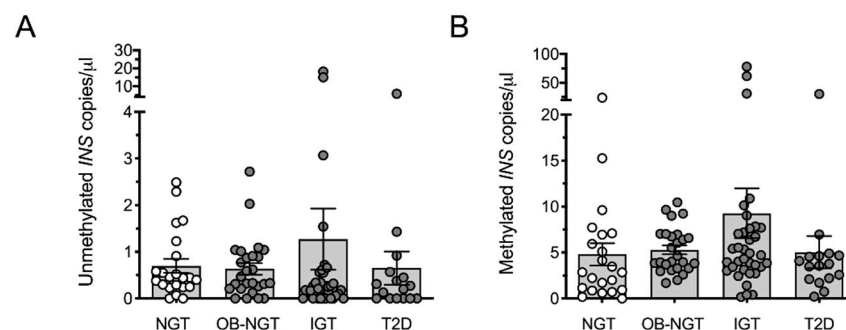 A
Unmethylated INS copies/μl
30
20
10
4
3
2
1
0
NGT OB-NGT IGT T2D
B
Methylated INS copies/μl
100
50
20
15
10
5
0
NGT OB-NGT IGT T2D